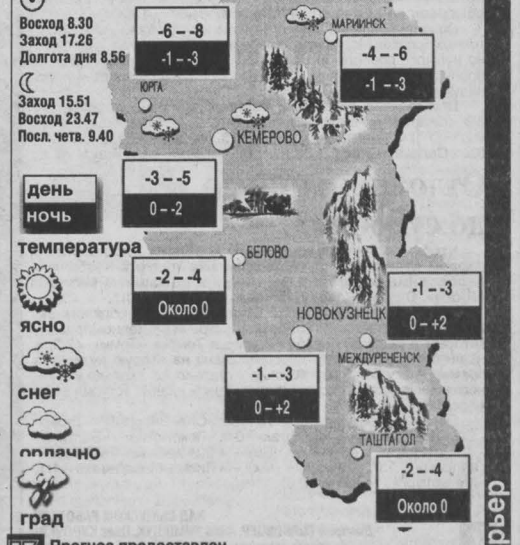 Восход 8.30
Заход 17.26
Долгота дня 8.56
Заход 15.51
Восход 23.47
Посл. четв. 9.40
-6 – -8
-1 – -3
МАРИИНСК
-4 – -6
-1 – -3
ЮРГА
КЕМЕРОВО
день
ночь
температура
-3 – -5
0 – -2
БЕЛОВО
-2 – -4
Около 0
-1 – -3
0 – +2
НОВОКУЗНЕЦК
МЕЖДУРЕЧЕНСК
-1 – -3
0 – +2
ТАШТАГОЛ
-2 – -4
Около 0
ясно
снег
облачно
град
Прогноз предоставлен
рьер